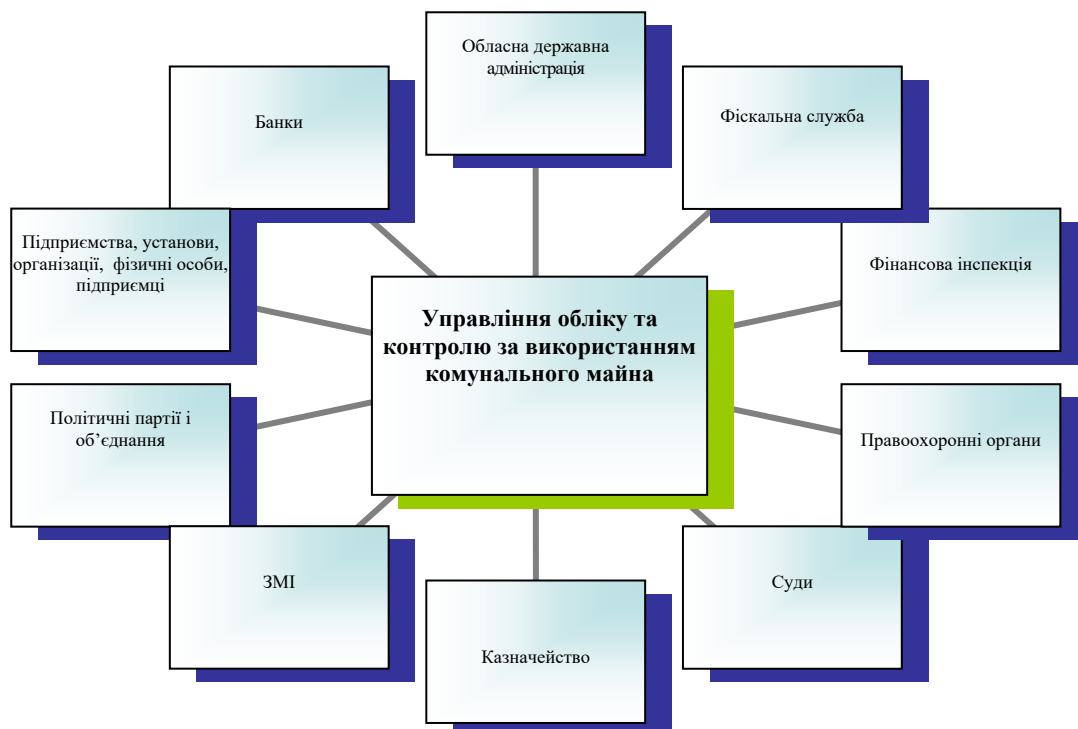 Обласна державна
адміністрація
Банки
Фіскальна служба
Підприємства, установи,
організації, фізичні особи,
підприємці
Фінансова інспекція
Управління обліку та
контролю за використанням
комунального майна
Політичні партії і
об’єднання
Правоохоронні органи
ЗМІ
Суди
Казначейство